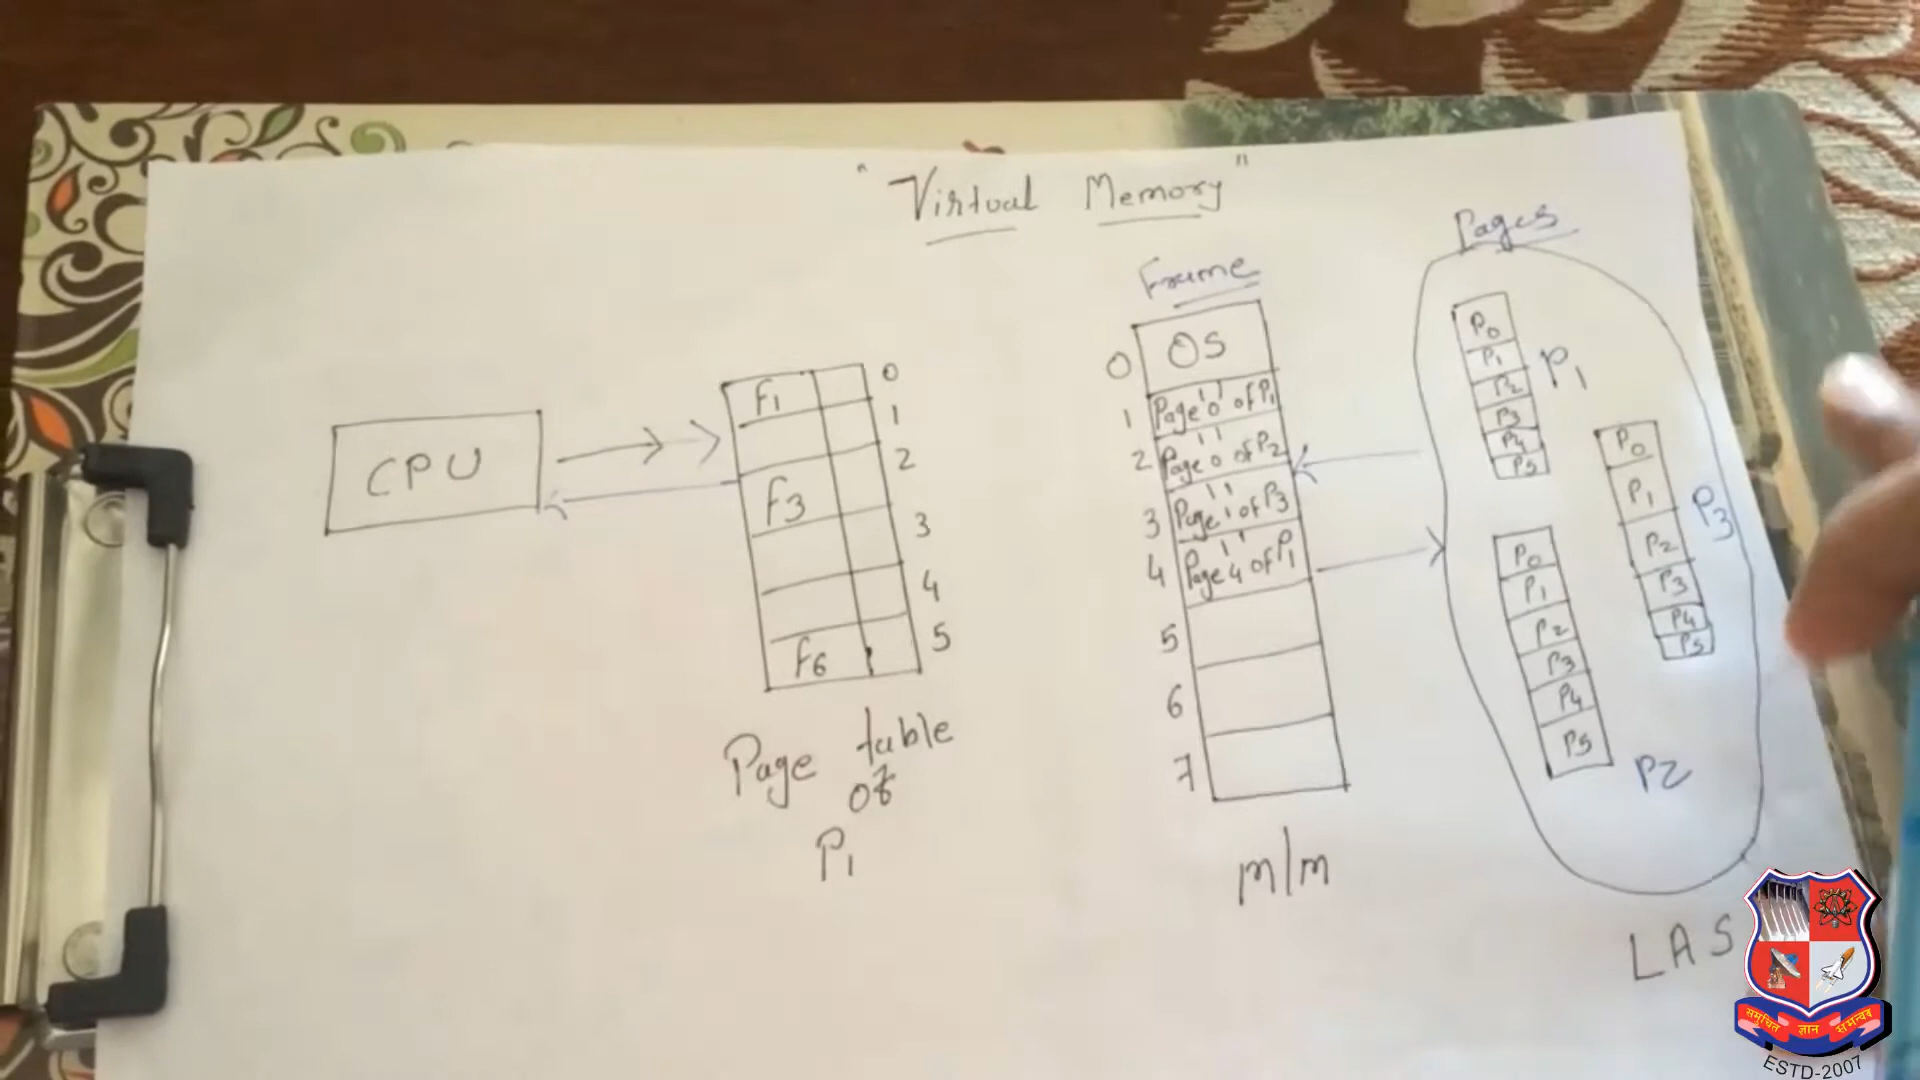 " Virtual Memory "
CPU
F1
F3
F6
0
1
2
3
4
5
Page table
of
P1
Frame
0 OS
1 Page '0' of P1
2 Page '0' of P2
3 Page '1' of P3
4 Page '4' of P1
5
6
7
m/m
Pages
P0
P1
P2
P3
P4
P5
P1
P0
P1
P2
P3
P4
P5
P3
P0
P1
P2
P3
P4
P5
P2
LAS
समुचित ज्ञान समन्वय
ESTD-2007